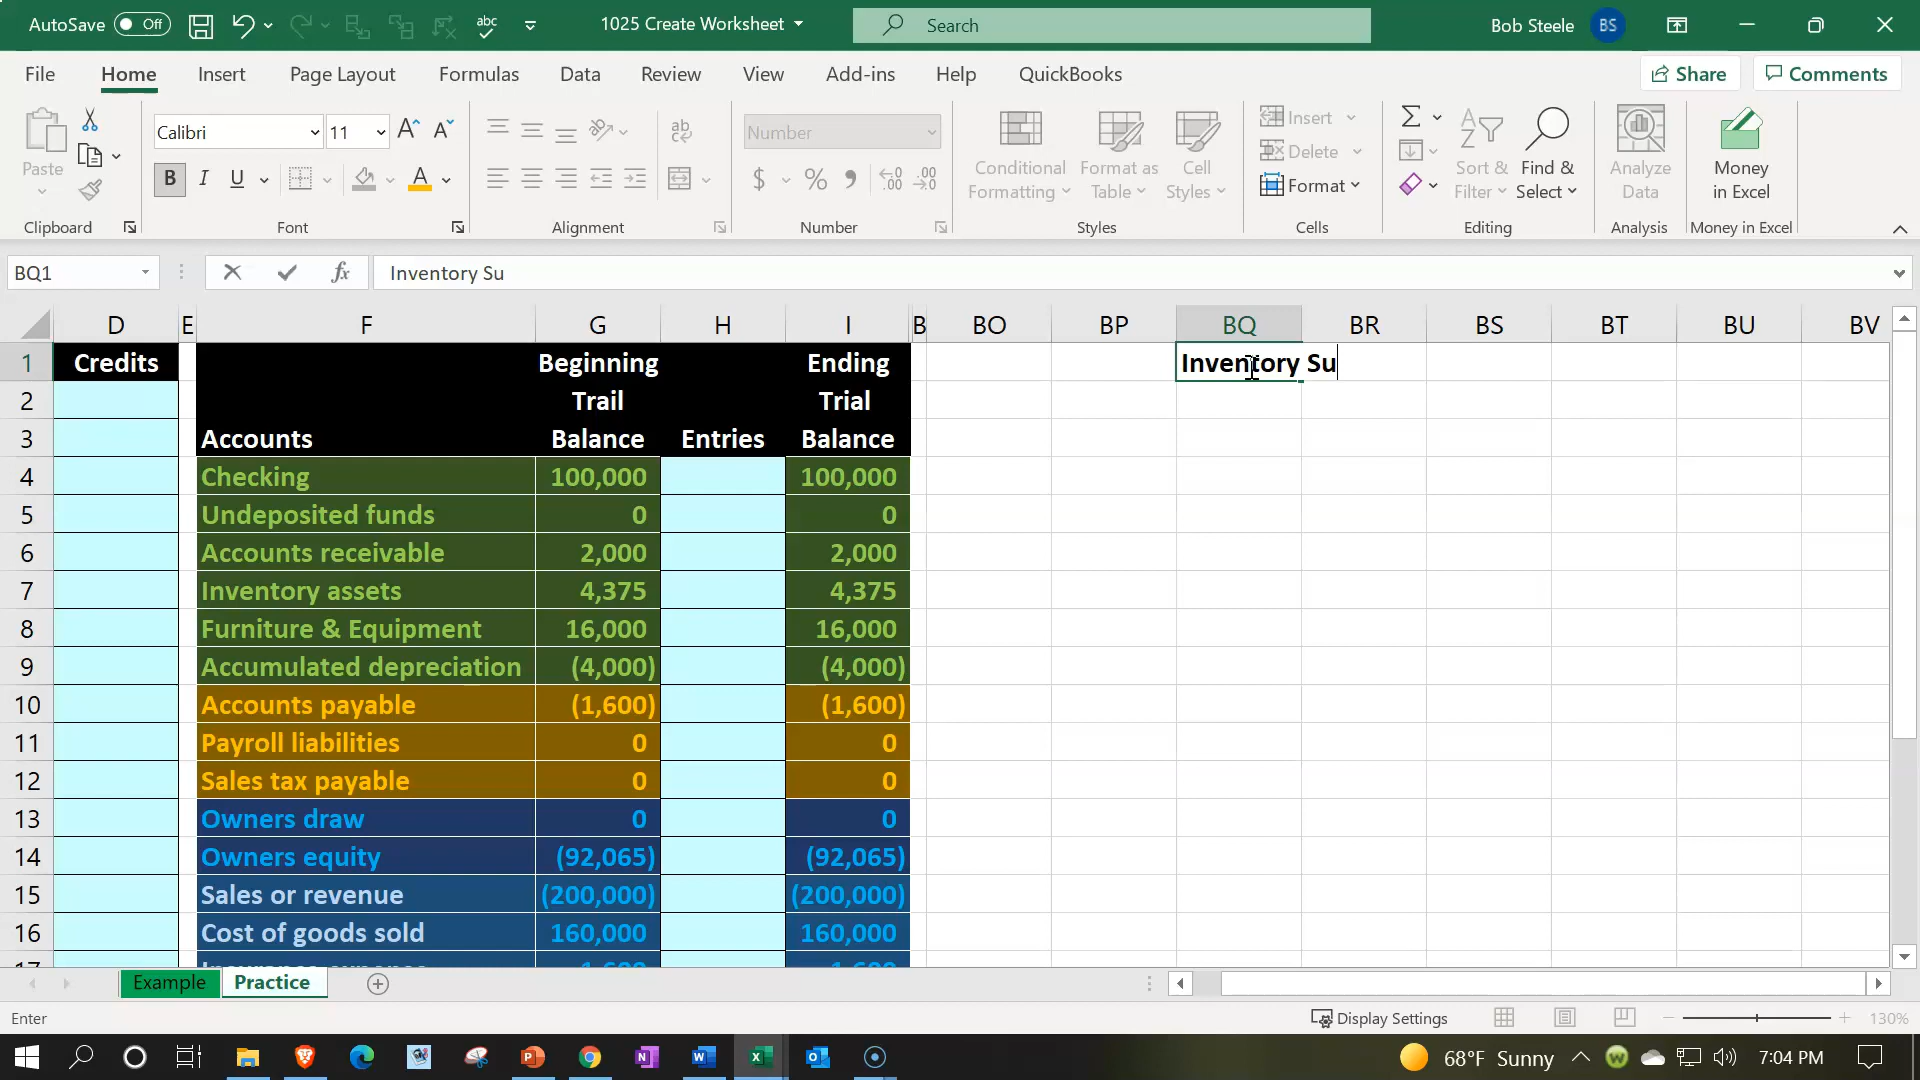 AutoSave Off abc 1025 Create Worksheet Search Bob Steele BS
File Home Insert Page Layout Formulas Data Review View Add-ins Help QuickBooks Share Comments
Paste Calibri 11 B I U Number Conditional Formatting Format as Table Cell Styles Insert Delete Format Sort & Filter Find & Select Analyze Data Money in Excel
Clipboard Font Alignment Number Styles Cells Editing Analysis Money in Excel
BQ1 fx Inventory Su
D E F G H I B BO BP BQ BR BS BT BU BV
1 Credits Beginning Ending Inventory Su
2 Trail Trial
3 Accounts Balance Entries Balance
4 Checking 100,000 100,000
5 Undeposited funds 0 0
6 Accounts receivable 2,000 2,000
7 Inventory assets 4,375 4,375
8 Furniture & Equipment 16,000 16,000
9 Accumulated depreciation (4,000) (4,000)
10 Accounts payable (1,600) (1,600)
11 Payroll liabilities 0 0
12 Sales tax payable 0 0
13 Owners draw 0 0
14 Owners equity (92,065) (92,065)
15 Sales or revenue (200,000) (200,000)
16 Cost of goods sold 160,000 160,000
Example Practice
Enter Display Settings 130%
68°F Sunny 7:04 PM